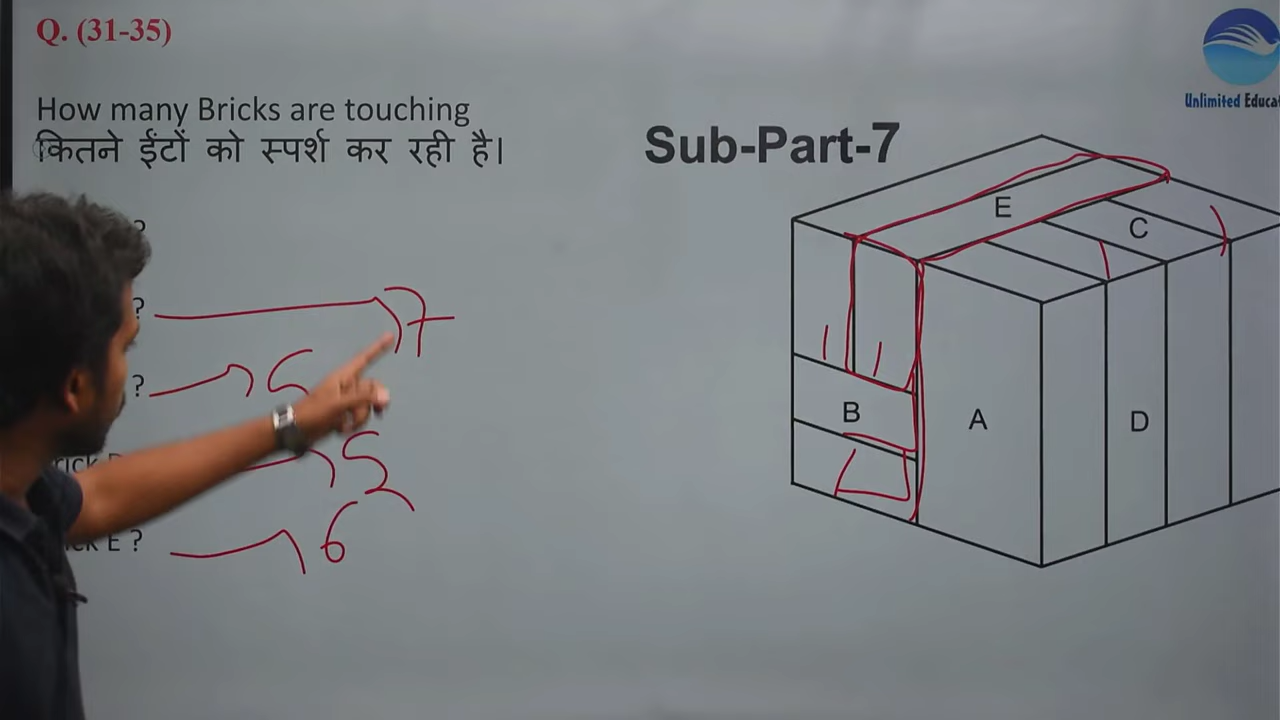 Q. (31-35)
How many Bricks are touching
कितने ईंटों को स्पर्श कर रही है।
Unlimited Educat
Sub-Part-7
?
? 7
? 5
5
E ? 6
E
C
B
A
D